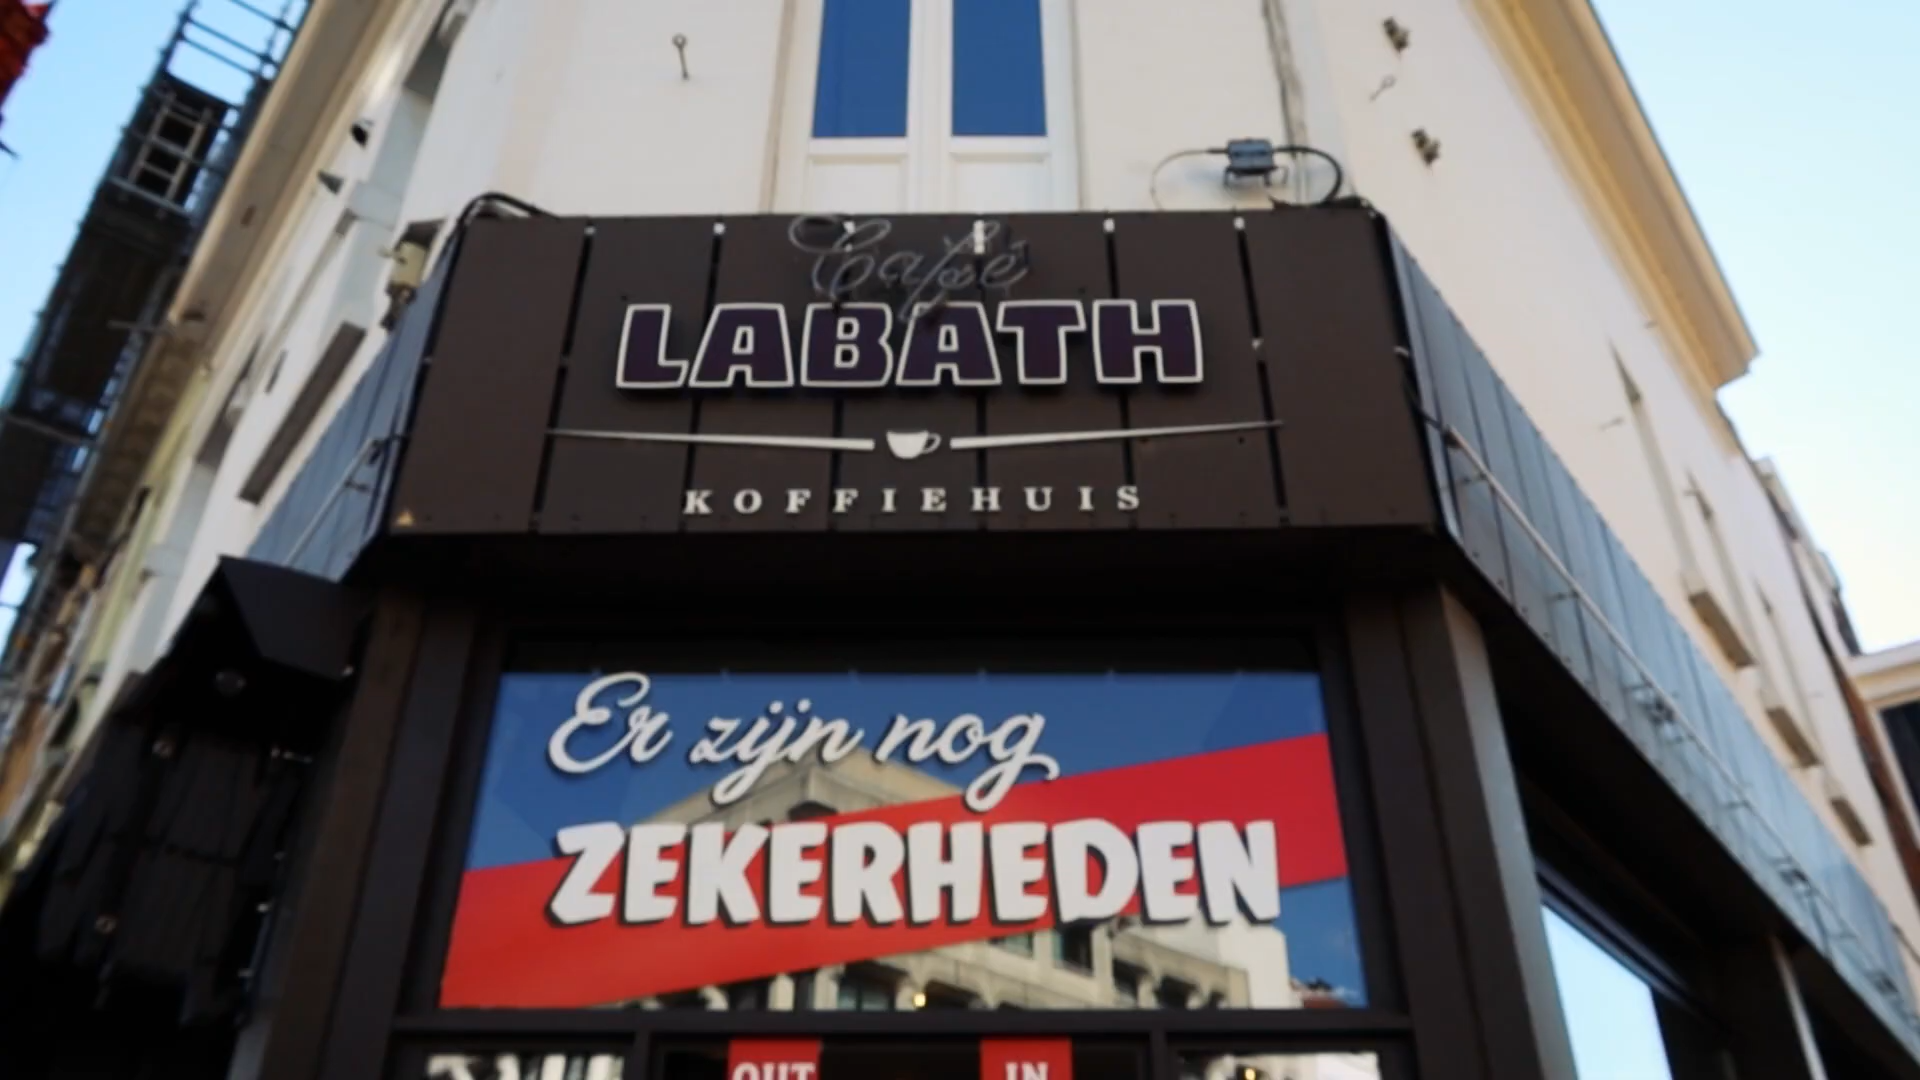 Café
LABATH
KOFFIEHUIS
Er zijn nog
ZEKERHEDEN
OUT IN